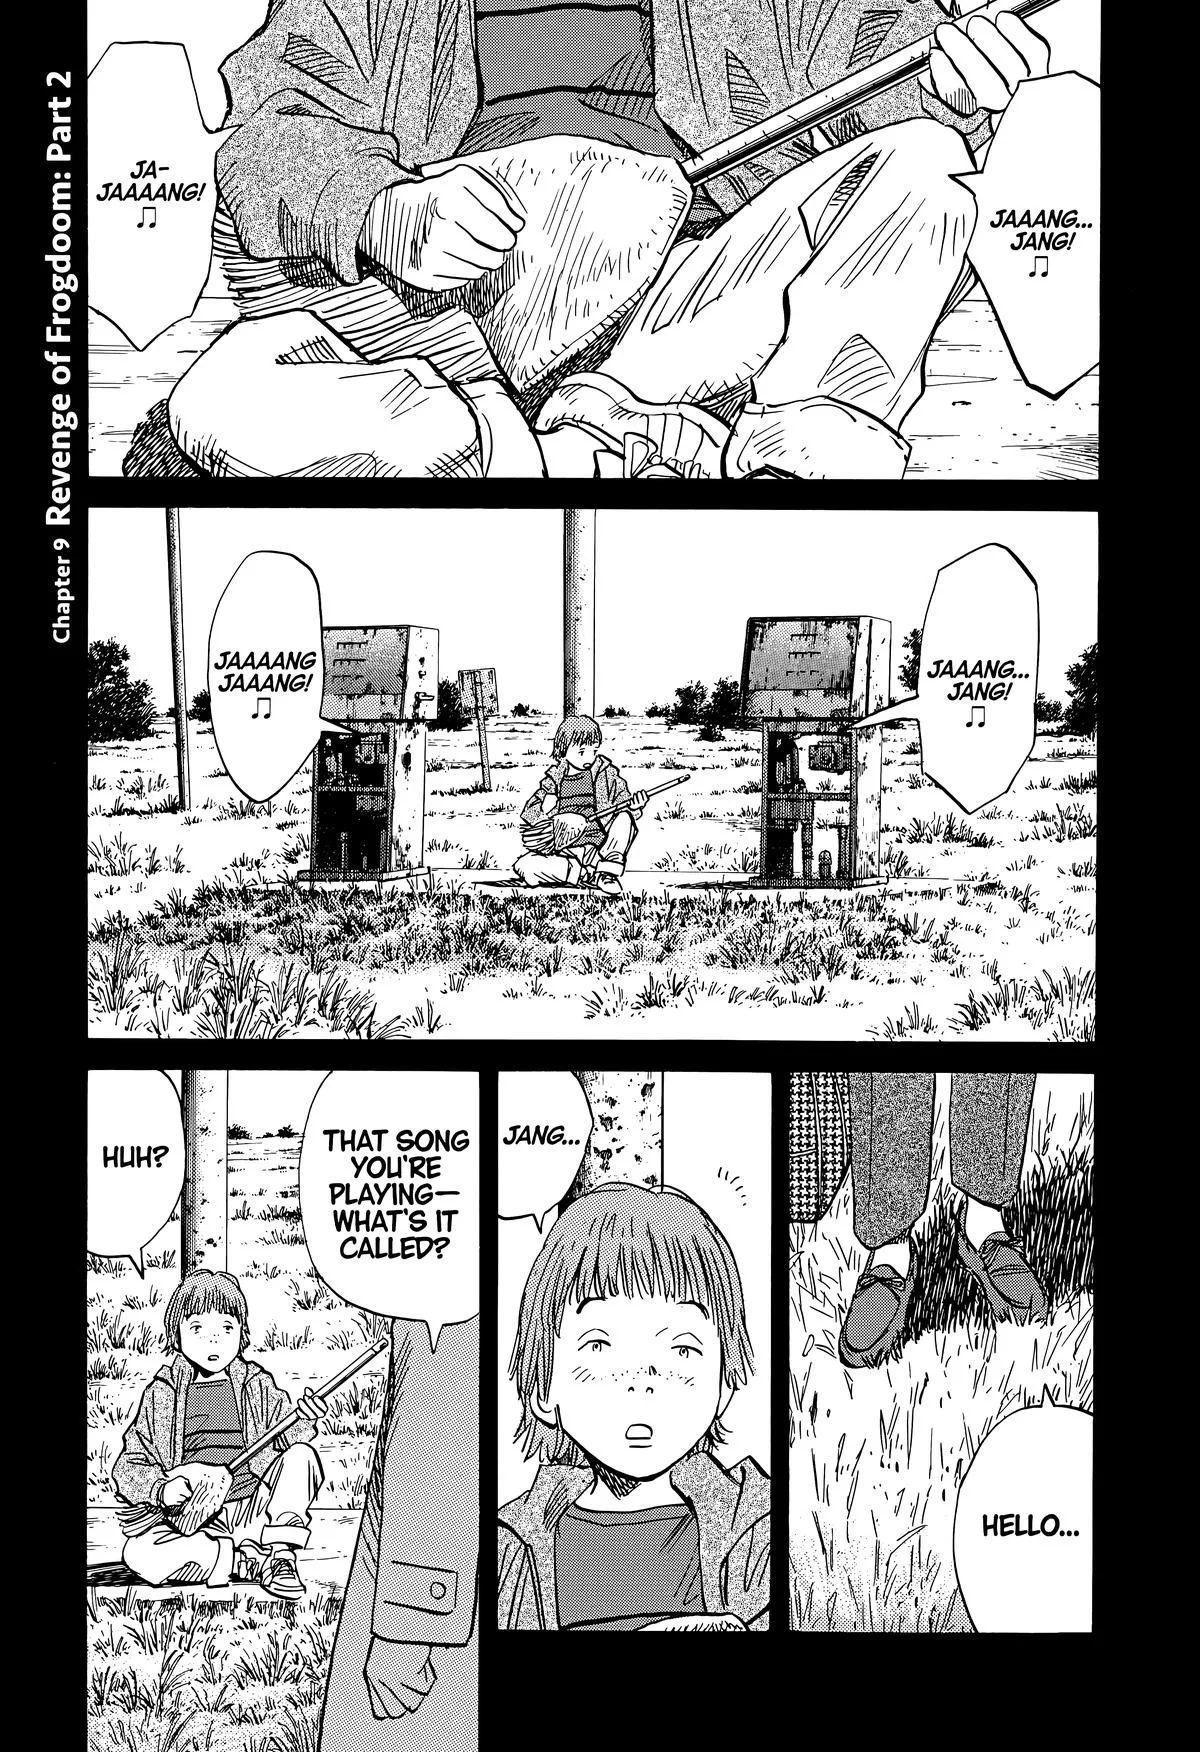 Chapter 9 Revenge of Frogdoom: Part 2
JAAANG...
JANG!
♫
JA-
JAAAANG!
♫
JAAANG...
JANG!
♫
JAAAANG
JAAANG!
♫
HELLO...
JANG...
THAT SONG
YOU'RE
PLAYING—
WHAT'S IT
CALLED?
HUH?